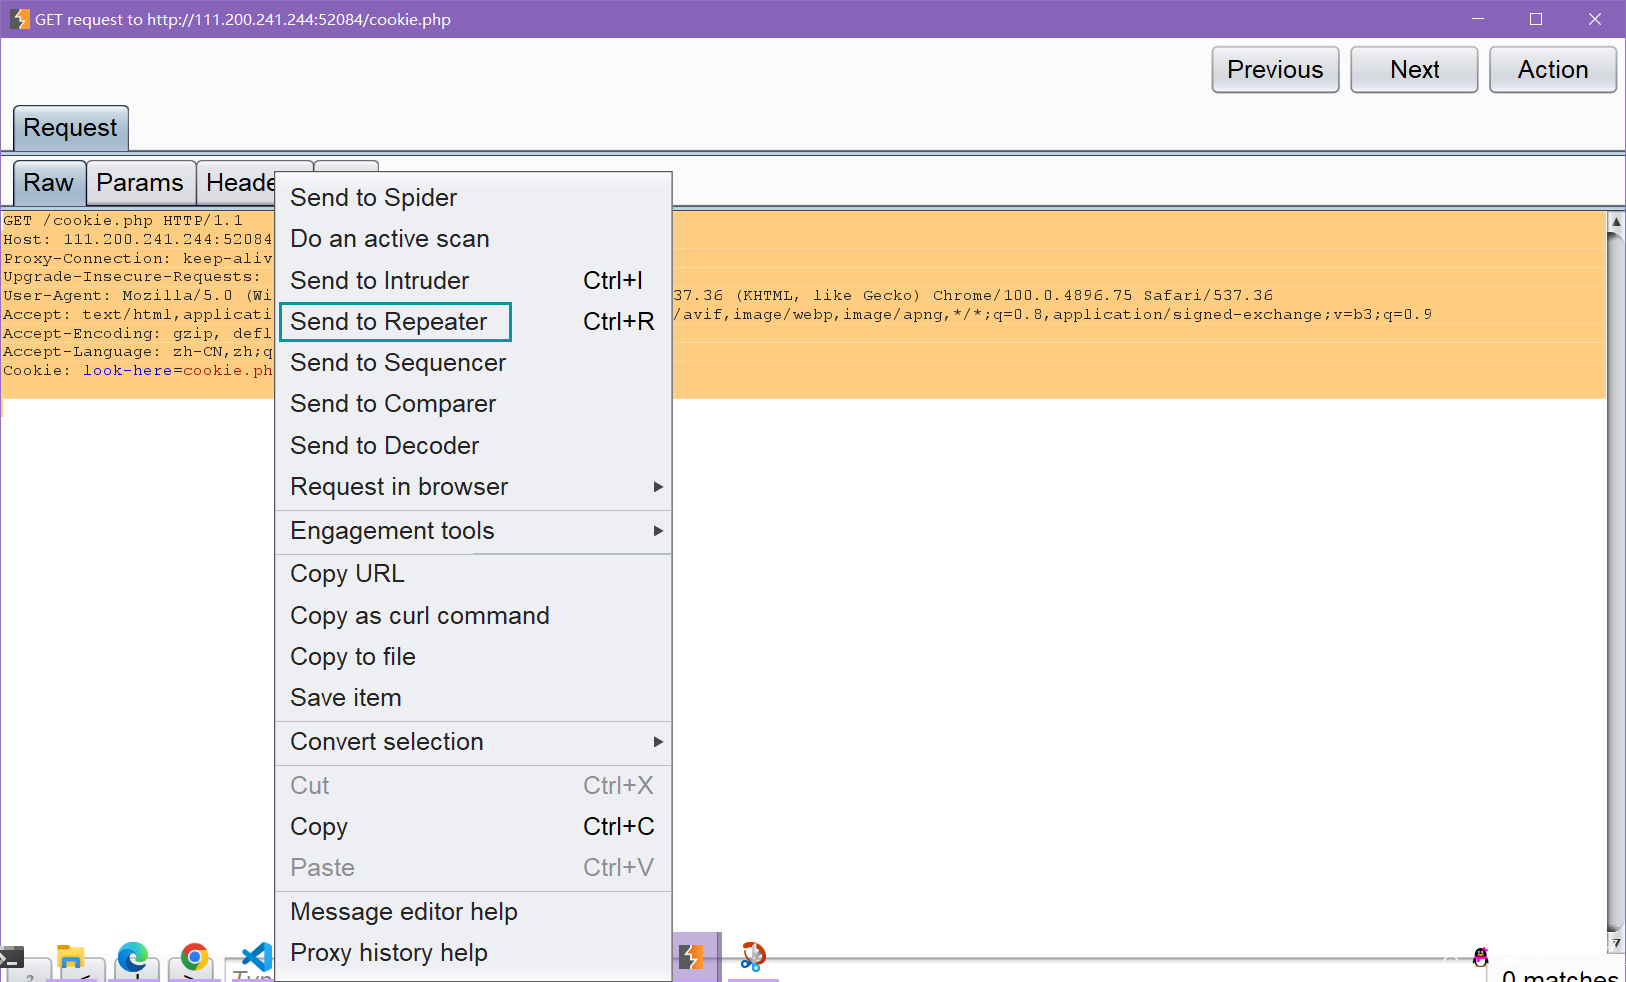 GET request to http://111.200.241.244:52084/cookie.php
Previous Next Action
Request
Raw Params Heade
GET /cookie.php HTTP/1.1
Host: 111.200.241.244:52084
Proxy-Connection: keep-aliv
Upgrade-Insecure-Requests:
User-Agent: Mozilla/5.0 (Wi 37.36 (KHTML, like Gecko) Chrome/100.0.4896.75 Safari/537.36
Accept: text/html,applicati /avif,image/webp,image/apng,*/*;q=0.8,application/signed-exchange;v=b3;q=0.9
Accept-Encoding: gzip, defl
Accept-Language: zh-CN,zh;q
Cookie: look-here=cookie.ph
Send to Spider
Do an active scan
Send to Intruder Ctrl+I
Send to Repeater Ctrl+R
Send to Sequencer
Send to Comparer
Send to Decoder
Request in browser
Engagement tools
Copy URL
Copy as curl command
Copy to file
Save item
Convert selection
Cut Ctrl+X
Copy Ctrl+C
Paste Ctrl+V
Message editor help
Proxy history help
? < + >
0 matches